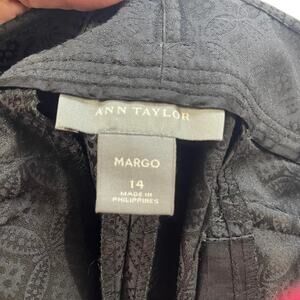 ANN TAYLOR
MARGO
14
MADE IN
PHILIPPINES